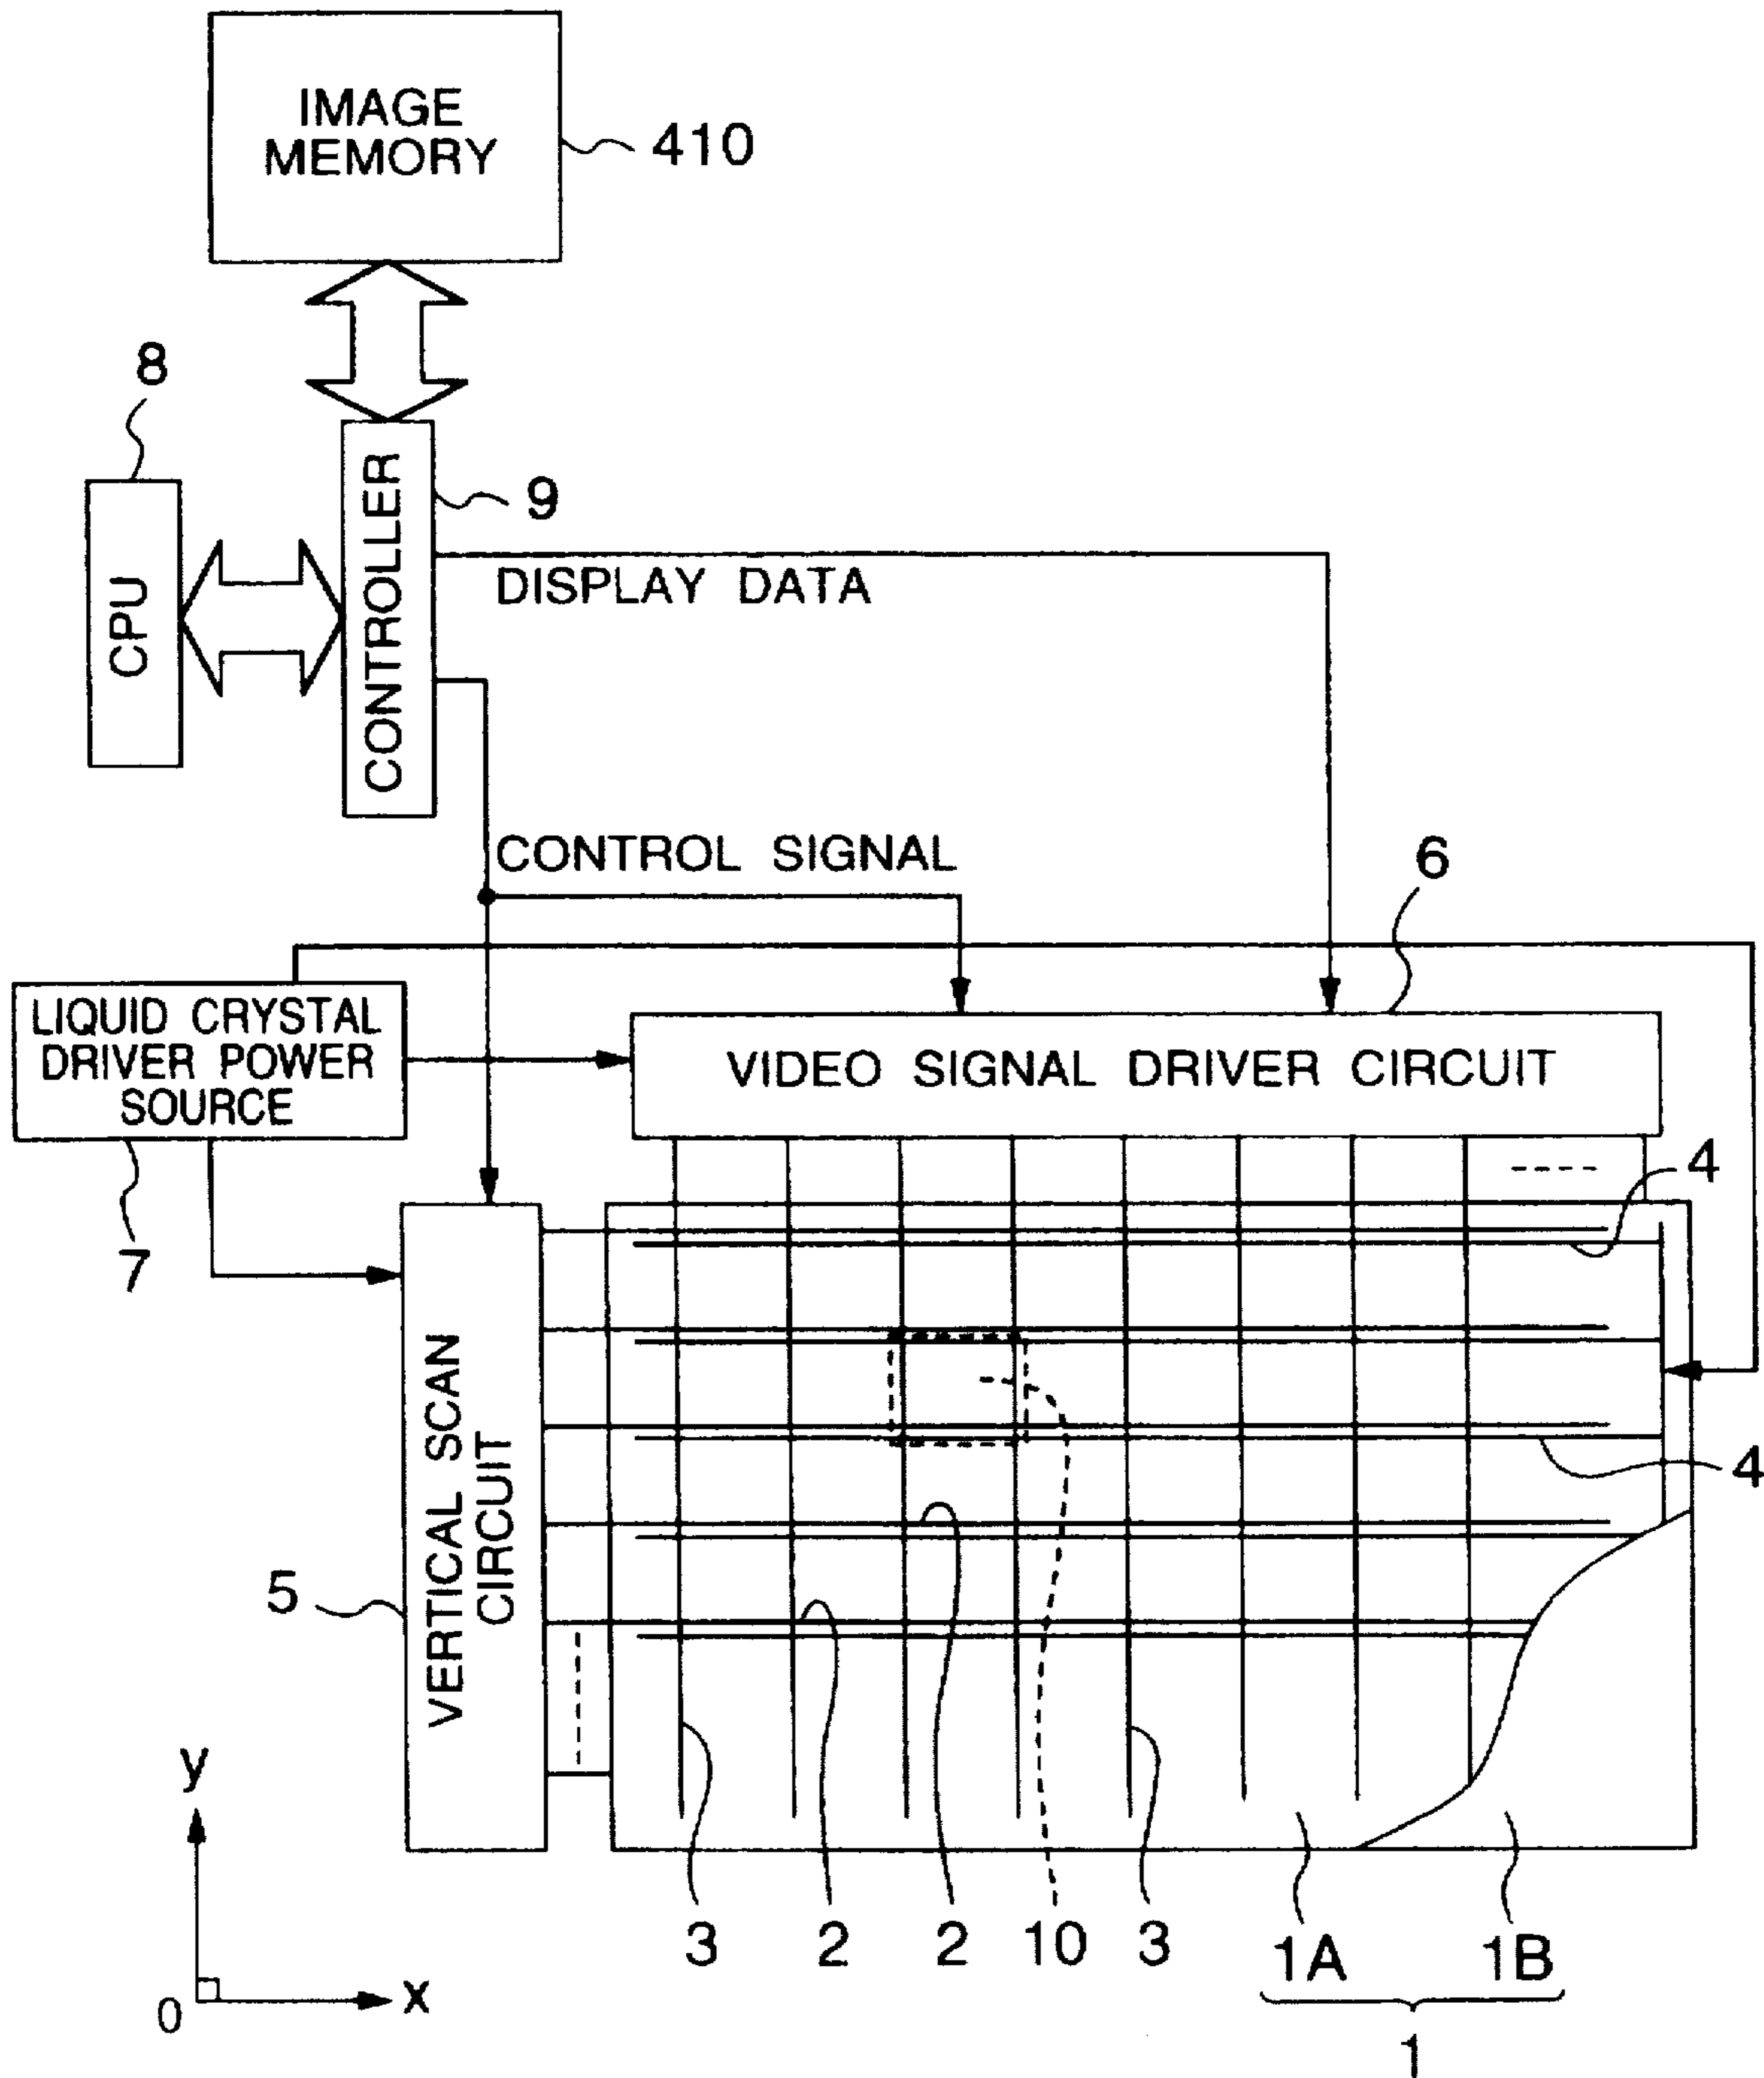 IMAGE
MEMORY
410
8
9
CPU
CONTROLLER
DISPLAY DATA
CONTROL SIGNAL
6
LIQUID CRYSTAL
DRIVER POWER
SOURCE
VIDEO SIGNAL DRIVER CIRCUIT
4
7
VERTICAL SCAN
CIRCUIT
4
5
y
3
2
2
10
3
1A
1B
0
x
1